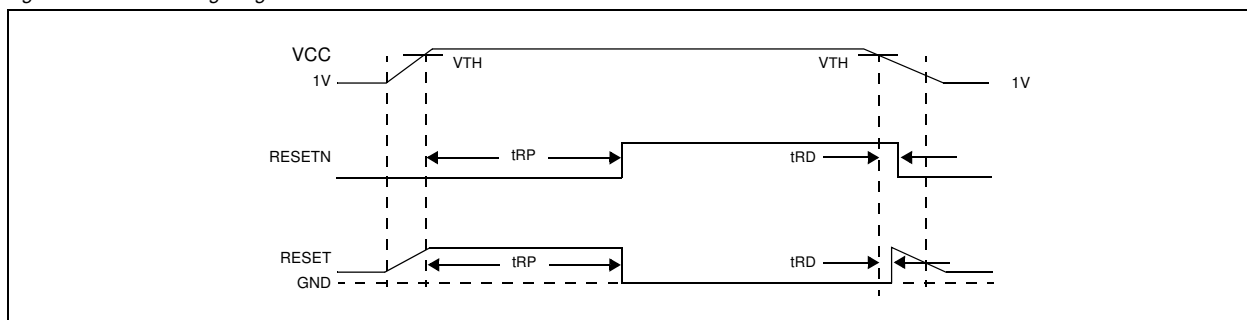 VCC
VTH
VTH
1V
1V
RESETN
tRP
tRD
RESET
tRP
tRD
GND